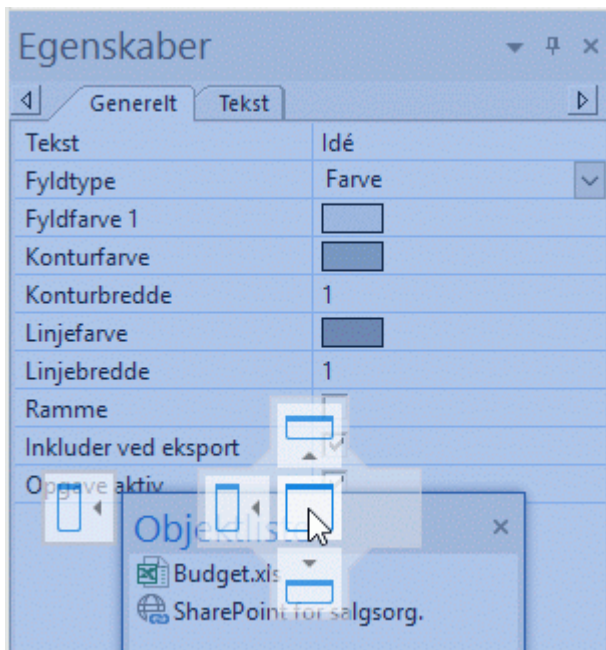 Egenskaber
Generelt Tekst
Tekst Idé
Fyldtype Farve
Fyldfarve 1
Konturfarve
Konturbredde 1
Linjefarve
Linjebredde 1
Ramme
Inkluder ved eksport
Opgave aktiv
Objektliste
Budget.xls
SharePoint for salgsorg.